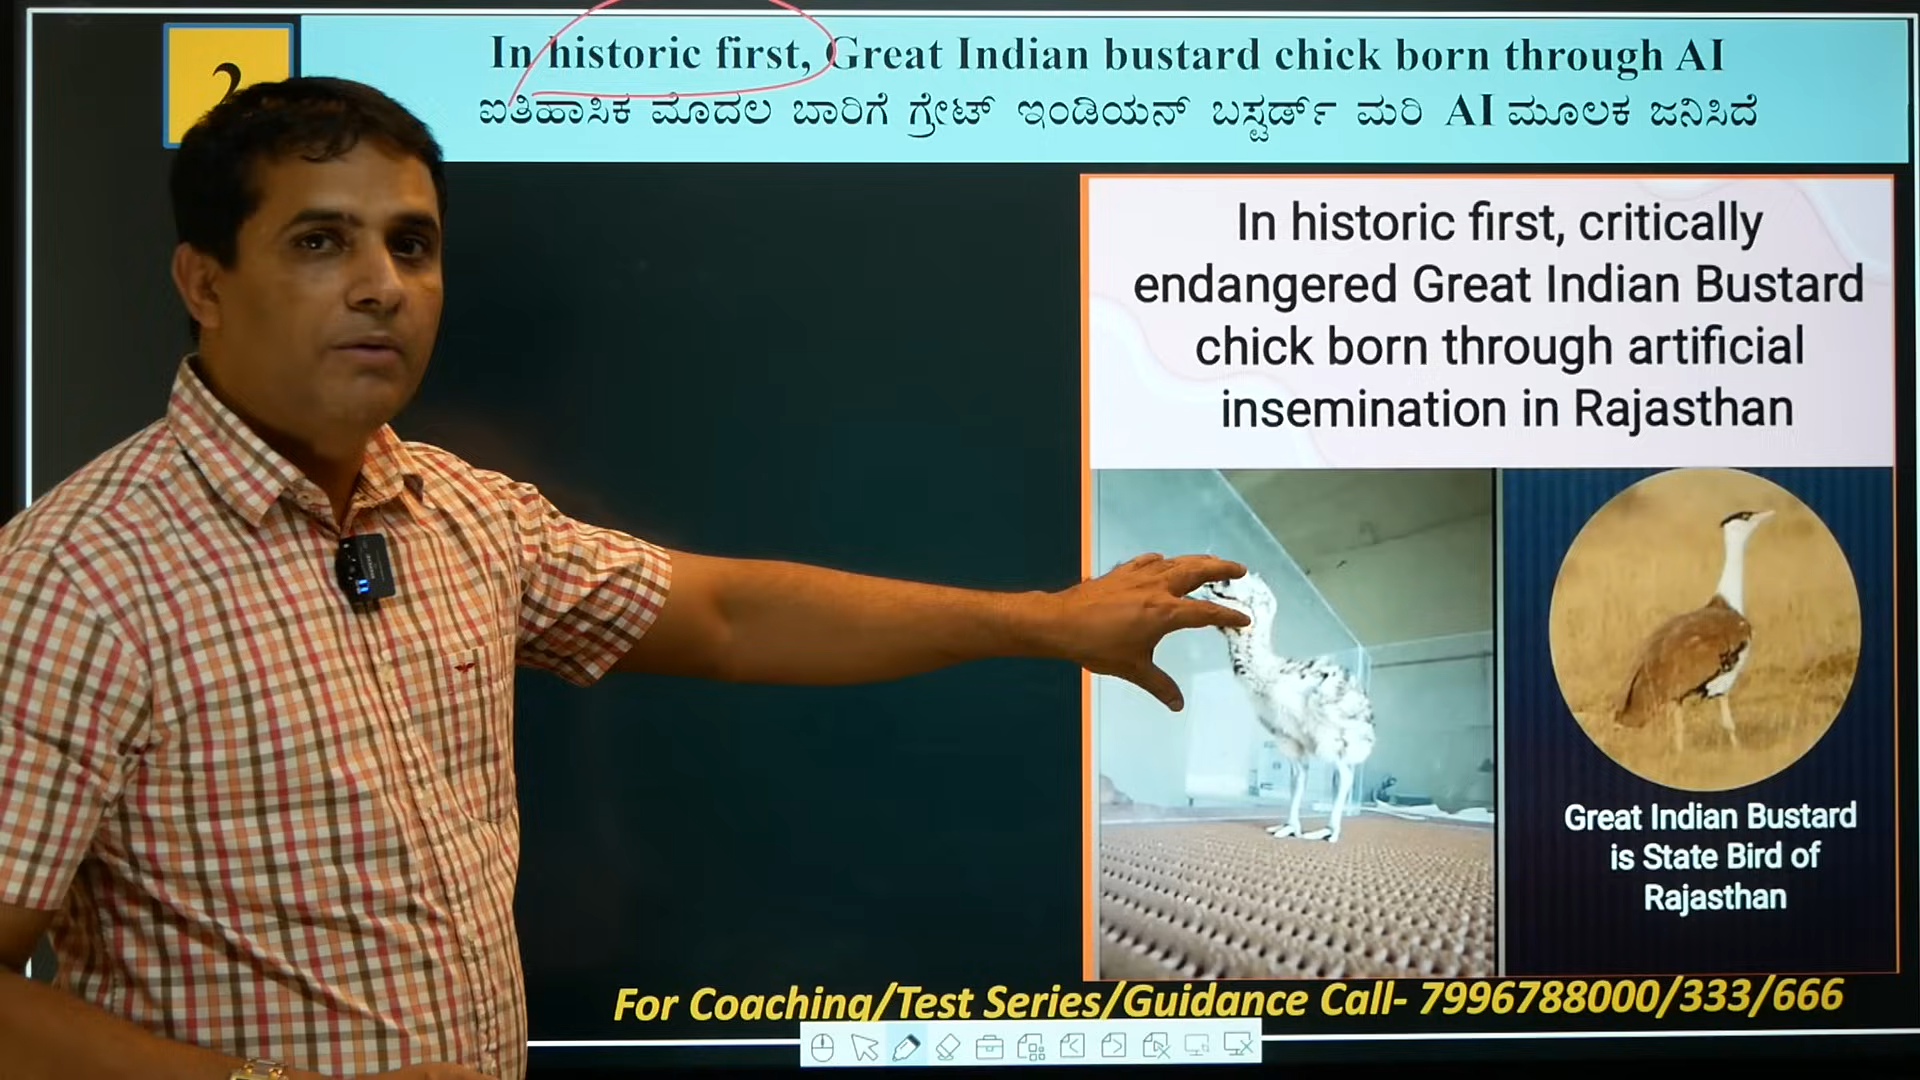 2
In historic first, Great Indian bustard chick born through AI
ಐತಿಹಾಸಿಕ ಮೊದಲ ಬಾರಿಗೆ ಗ್ರೇಟ್ ಇಂಡಿಯನ್ ಬಸ್ಟರ್ಡ್ ಮರಿ AI ಮೂಲಕ ಜನಿಸಿದೆ
In historic first, critically
endangered Great Indian Bustard
chick born through artificial
insemination in Rajasthan
Great Indian Bustard
is State Bird of
Rajasthan
For Coaching/Test Series/Guidance Call- 7996788000/333/666